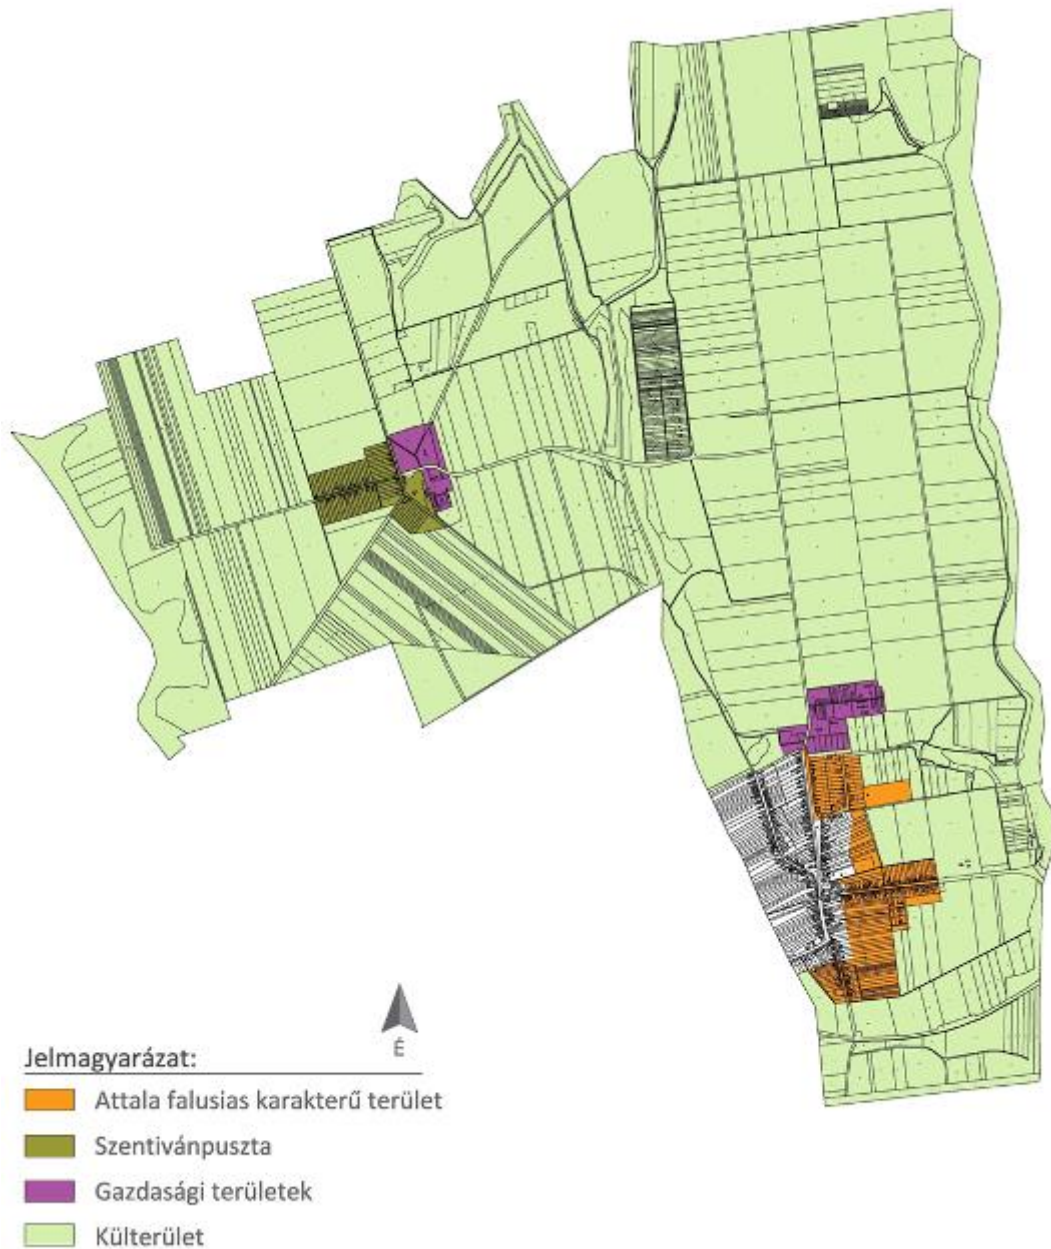 É
Jelmagyarázat:
Attala falusias karakterű terület
Szentivánpuszta
Gazdasági területek
Külterület